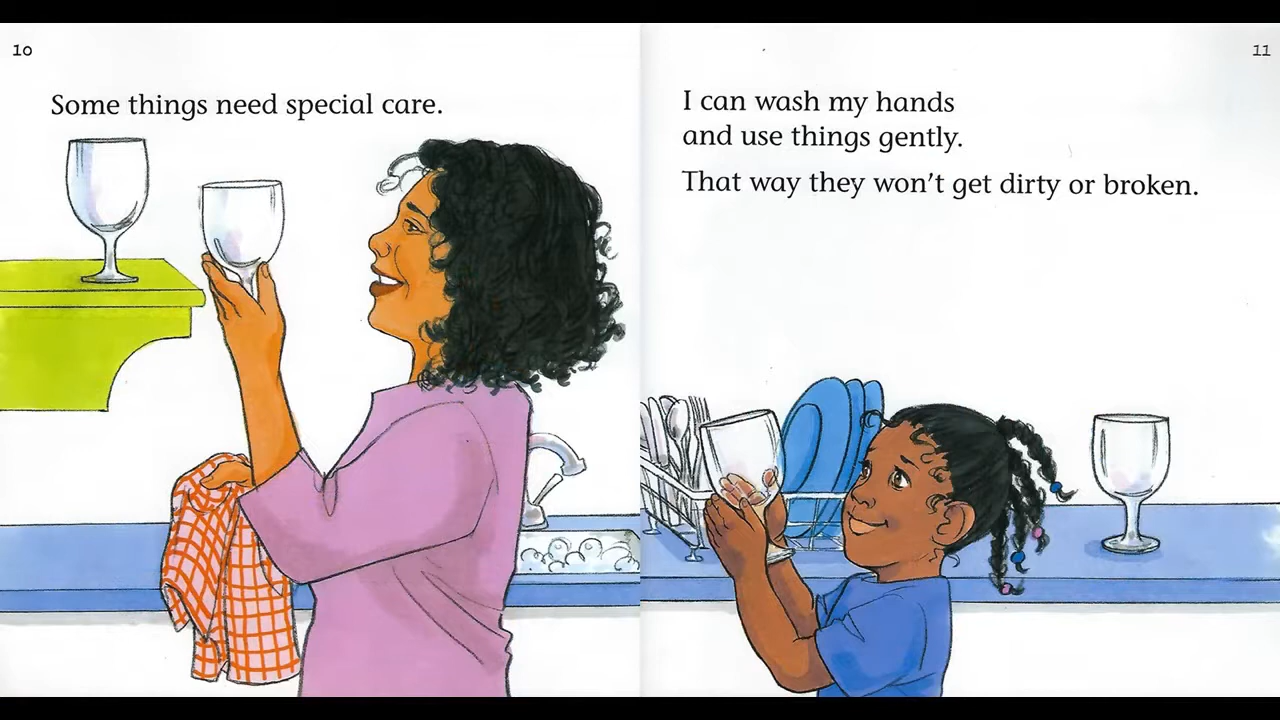 10
Some things need special care.
11
I can wash my hands
and use things gently.
That way they won't get dirty or broken.